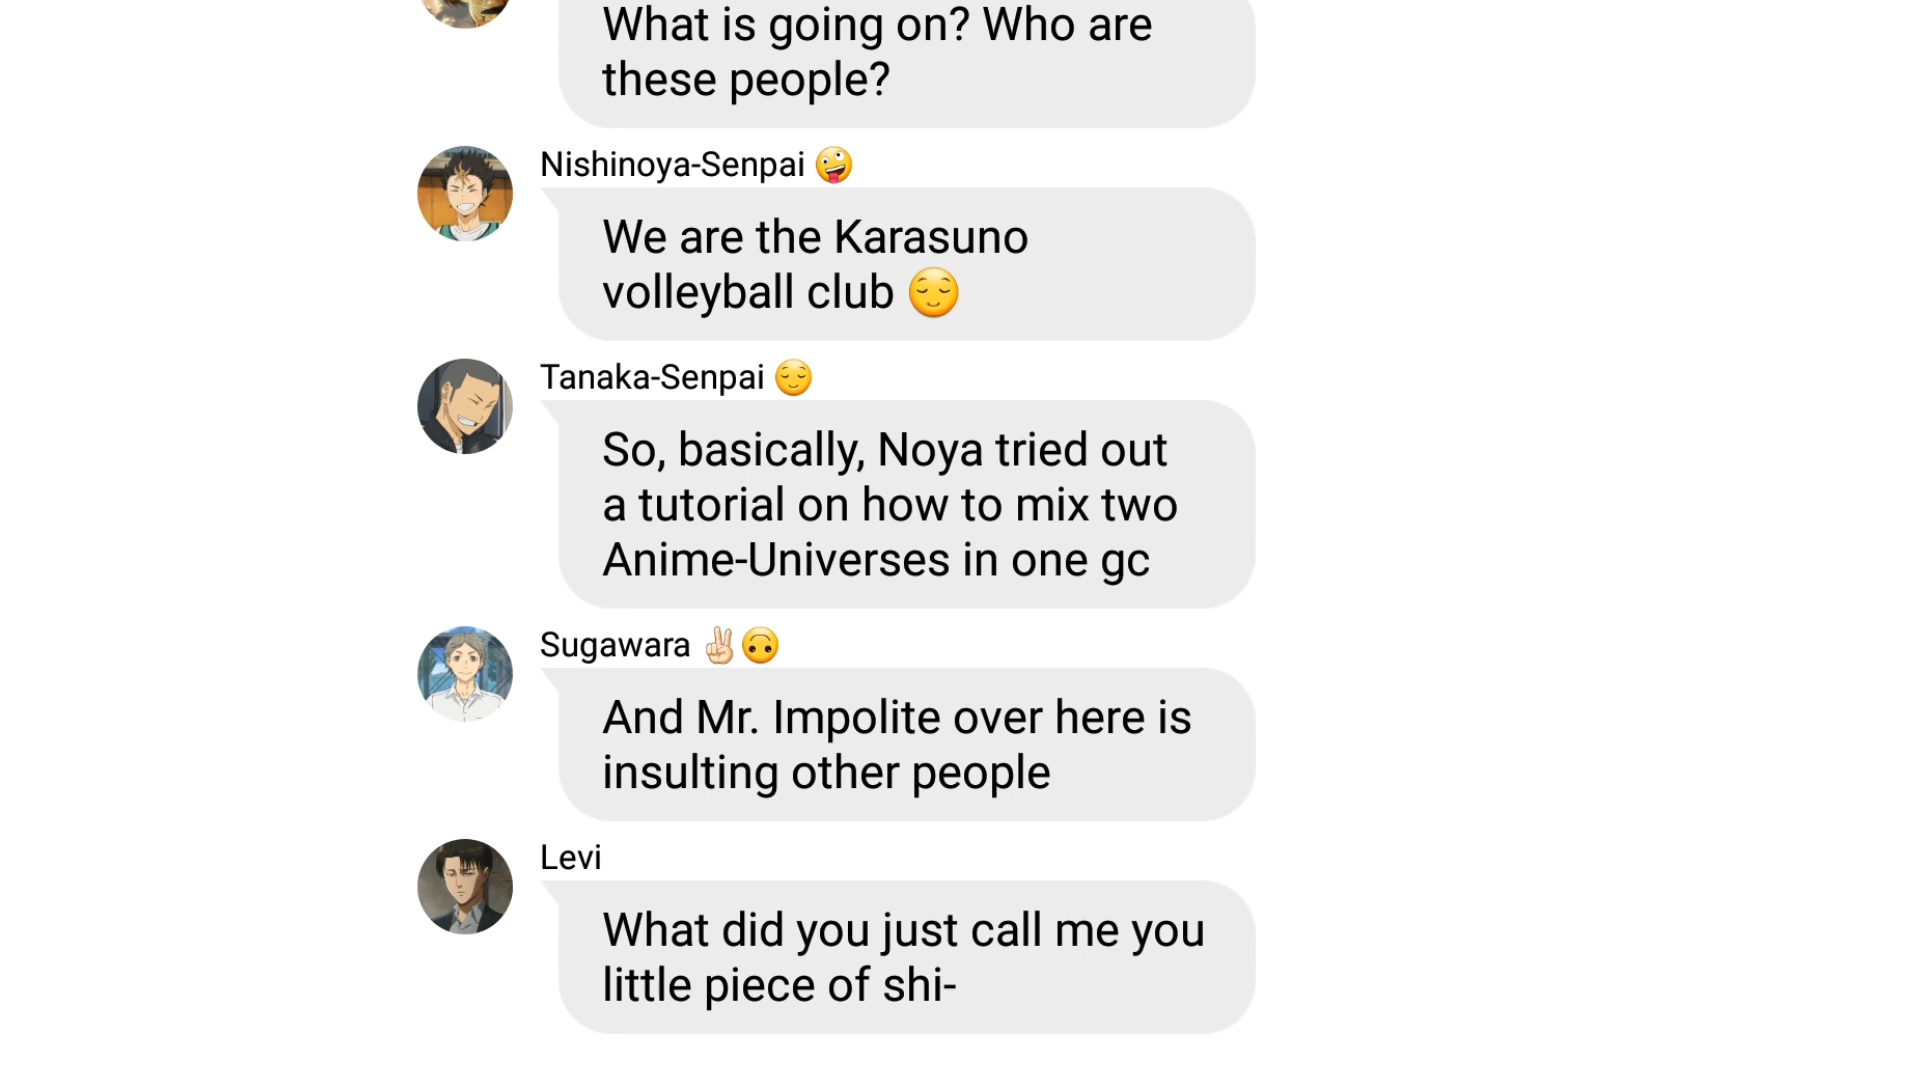 What is going on? Who are
these people?
Nishinoya-Senpai 🤪
We are the Karasuno
volleyball club 😌
Tanaka-Senpai 😌
So, basically, Noya tried out
a tutorial on how to mix two
Anime-Universes in one gc
Sugawara ✌🏻🙃
And Mr. Impolite over here is
insulting other people
Levi
What did you just call me you
little piece of shi-